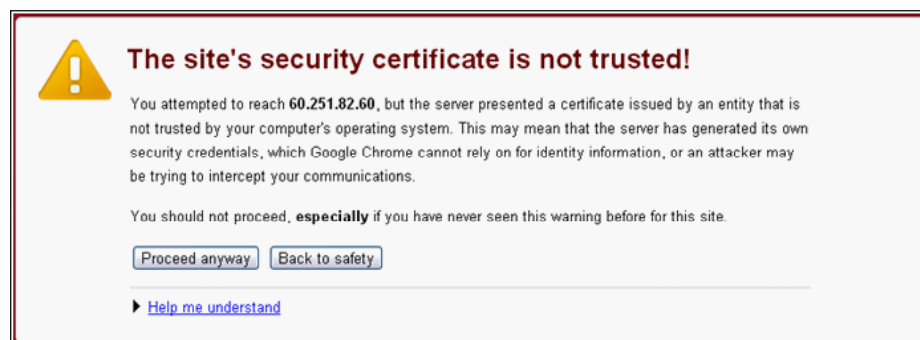 The site's security certificate is not trusted!
You attempted to reach 60.251.82.60, but the server presented a certificate issued by an entity that is
not trusted by your computer's operating system. This may mean that the server has generated its own
security credentials, which Google Chrome cannot rely on for identity information, or an attacker may
be trying to intercept your communications.
You should not proceed, especially if you have never seen this warning before for this site.
Proceed anyway Back to safety
Help me understand